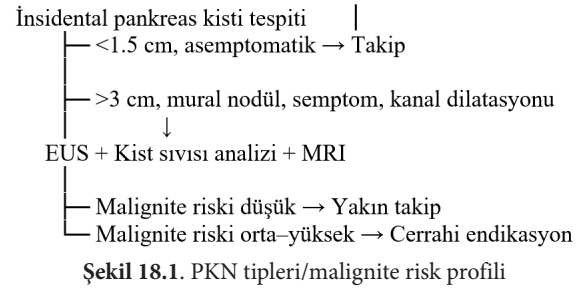 İnsidental pankreas kisti tespiti
<1.5 cm, asemptomatik → Takip
>3 cm, mural nodül, semptom, kanal dilatasyonu
↓
EUS + Kist sıvısı analizi + MRI
Malignite riski düşük → Yakın takip
Malignite riski orta–yüksek → Cerrahi endikasyon
Şekil 18.1. PKN tipleri/malignite risk profili